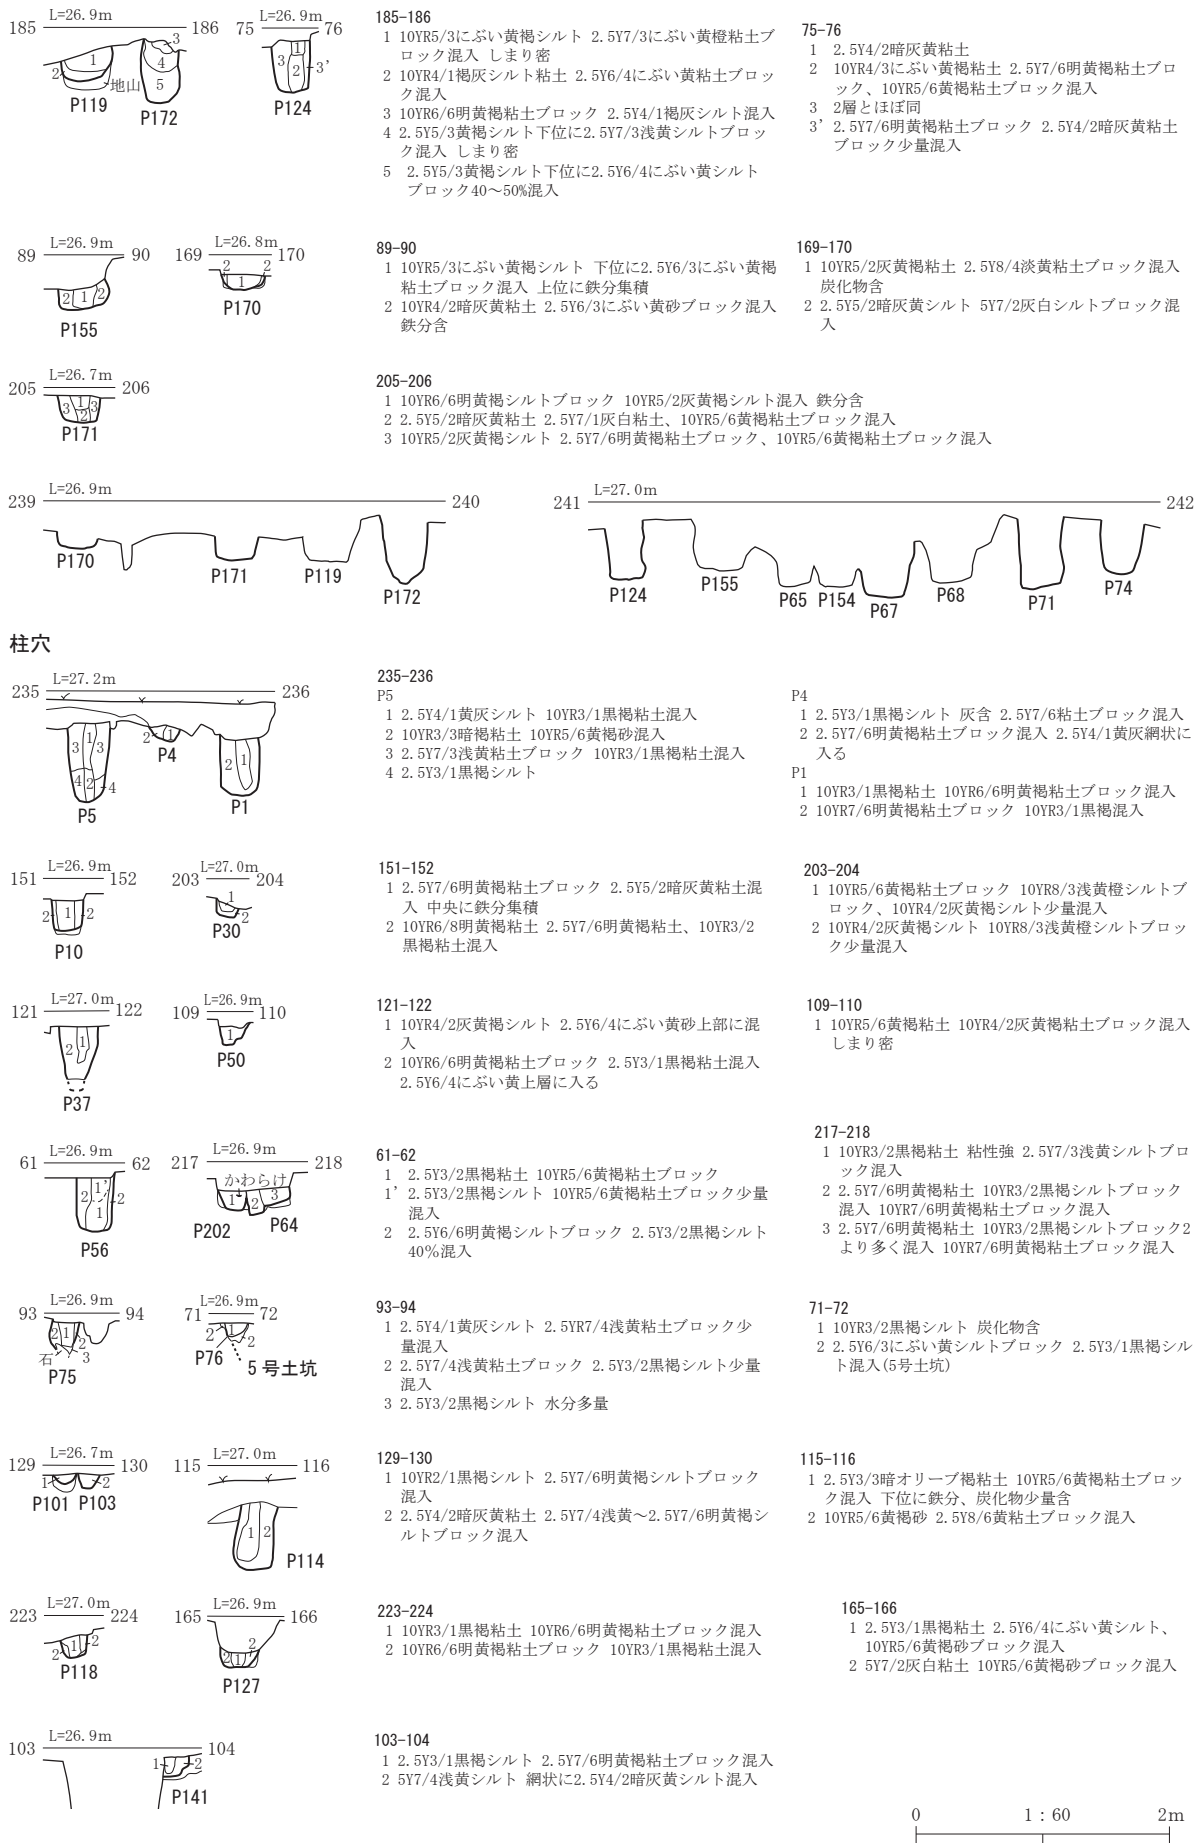 185 L=26.9m 186
1
2
3
4
5
地山
P119
P172
75 L=26.9m 76
1
3
2
3’
P124
185-186
1 10YR5/3にぶい黄褐シルト 2.5Y7/3にぶい黄橙粘土ブ
ロック混入 しまり密
2 10YR4/1褐灰シルト粘土 2.5Y6/4にぶい黄粘土ブロッ
ク混入
3 10YR6/6明黄褐粘土ブロック 2.5Y4/1褐灰シルト混入
4 2.5Y5/3黄褐シルト下位に2.5Y7/3浅黄シルトブロッ
ク混入 しまり密
5 2.5Y5/3黄褐シルト下位に2.5Y6/4にぶい黄シルト
ブロック40～50%混入
75-76
1 2.5Y4/2暗灰黄粘土
2 10YR4/3にぶい黄褐粘土 2.5Y7/6明黄褐粘土ブロ
ック、10YR5/6黄褐粘土ブロック混入
3 2層とほぼ同
3’ 2.5Y7/6明黄褐粘土ブロック 2.5Y4/2暗灰黄粘土
ブロック少量混入
89 L=26.9m 90
2 1 2
P155
169 L=26.8m 170
2 2
1
P170
89-90
1 10YR5/3にぶい黄褐シルト 下位に2.5Y6/3にぶい黄褐
粘土ブロック混入 上位に鉄分集積
2 10YR4/2暗灰黄粘土 2.5Y6/3にぶい黄砂ブロック混入
鉄分含
169-170
1 10YR5/2灰黄褐粘土 2.5Y8/4淡黄粘土ブロック混入
炭化物含
2 2.5Y5/2暗灰黄シルト 5Y7/2灰白シルトブロック混
入
205 L=26.7m 206
3 1 3
2
P171
205-206
1 10YR6/6明黄褐シルトブロック 10YR5/2灰黄褐シルト混入 鉄分含
2 2.5Y5/2暗灰黄粘土 2.5Y7/1灰白粘土、10YR5/6黄褐粘土ブロック混入
3 10YR5/2灰黄褐シルト 2.5Y7/6明黄褐粘土ブロック、10YR5/6黄褐粘土ブロック混入
239 L=26.9m 240
P170 P171 P119 P172
241 L=27.0m 242
P124 P155 P65 P154 P67 P68 P71 P74
柱穴
235 L=27.2m 236
3 1 3
4 2 4
P5
2 1
P4
2 1
P1
235-236
P5
1 2.5Y4/1黄灰シルト 10YR3/1黒褐粘土混入
2 10YR3/3暗褐粘土 10YR5/6黄褐砂混入
3 2.5Y7/3浅黄粘土ブロック 10YR3/1黒褐粘土混入
4 2.5Y3/1黒褐シルト
P4
1 2.5Y3/1黒褐シルト 灰含 2.5Y7/6粘土ブロック混入
2 2.5Y7/6明黄褐粘土ブロック混入 2.5Y4/1黄灰網状に
入る
P1
1 10YR3/1黒褐粘土 10YR6/6明黄褐粘土ブロック混入
2 10YR7/6明黄褐粘土ブロック 10YR3/1黒褐混入
151 L=26.9m 152
2 1 2
P10
203 L=27.0m 204
1
2
P30
151-152
1 2.5Y7/6明黄褐粘土ブロック 2.5Y5/2暗灰黄粘土混
入 中央に鉄分集積
2 10YR6/8明黄褐粘土 2.5Y7/6明黄褐粘土、10YR3/2
黒褐粘土混入
203-204
1 10YR5/6黄褐粘土ブロック 10YR8/3浅黄橙シルトブ
ロック、10YR4/2灰黄褐シルト少量混入
2 10YR4/2灰黄褐シルト 10YR8/3浅黄橙シルトブロッ
ク少量混入
121 L=27.0m 122
2 1
P37
109 L=26.9m 110
1
P50
121-122
1 10YR4/2灰黄褐シルト 2.5Y6/4にぶい黄砂上部に混
入
2 10YR6/6明黄褐粘土ブロック 2.5Y3/1黒褐粘土混入
2.5Y6/4にぶい黄上層に入る
109-110
1 10YR5/6黄褐粘土 10YR4/2灰黄褐粘土ブロック混入
しまり密
61 L=26.9m 62
2 1’ 2
1
P56
217 L=26.9m 218
かわらけ
1 2 3
P202 P64
61-62
1 2.5Y3/2黒褐粘土 10YR5/6黄褐粘土ブロック
1’ 2.5Y3/2黒褐シルト 10YR5/6黄褐粘土ブロック少量
混入
2 2.5Y6/6明黄褐シルトブロック 2.5Y3/2黒褐シルト
40%混入
217-218
1 10YR3/2黒褐粘土 粘性強 2.5Y7/3浅黄シルトブロ
ック混入
2 2.5Y7/6明黄褐粘土 10YR3/2黒褐シルトブロック
混入 10YR7/6明黄褐粘土ブロック混入
3 2.5Y7/6明黄褐粘土 10YR3/2黒褐シルトブロック2
より多く混入 10YR7/6明黄褐粘土ブロック混入
93 L=26.9m 94
2 1 2
石 3
P75
71 L=26.9m 72
2 1 2
P76
5号土坑
93-94
1 2.5Y4/1黄灰シルト 2.5YR7/4浅黄粘土ブロック少
量混入
2 2.5Y7/4浅黄粘土ブロック 2.5Y3/2黒褐シルト少量
混入
3 2.5Y3/2黒褐シルト 水分多量
71-72
1 10YR3/2黒褐シルト 炭化物含
2 2.5Y6/3にぶい黄シルトブロック 2.5Y3/1黒褐シル
ト混入(5号土坑)
129 L=26.7m 130
1 2
P101 P103
115 L=27.0m 116
1 2
P114
129-130
1 10YR2/1黒褐シルト 2.5Y7/6明黄褐シルトブロック
混入
2 2.5Y4/2暗灰黄粘土 2.5Y7/4浅黄～2.5Y7/6明黄褐シ
ルトブロック混入
115-116
1 2.5Y3/3暗オリーブ褐粘土 10YR5/6黄褐粘土ブロッ
ク混入 下位に鉄分、炭化物少量含
2 10YR5/6黄褐砂 2.5Y8/6黄粘土ブロック混入
223 L=27.0m 224
2 1 2
P118
165 L=26.9m 166
2
2 1
P127
223-224
1 10YR3/1黒褐粘土 10YR6/6明黄褐粘土ブロック混入
2 10YR6/6明黄褐粘土ブロック 10YR3/1黒褐粘土混入
165-166
1 2.5Y3/1黒褐粘土 2.5Y6/4にぶい黄シルト、
10YR5/6黄褐砂ブロック混入
2 5Y7/2灰白粘土 10YR5/6黄褐砂ブロック混入
103 L=26.9m 104
1 2
P141
103-104
1 2.5Y3/1黒褐シルト 2.5Y7/6明黄褐粘土ブロック混入
2 5Y7/4浅黄シルト 網状に2.5Y4/2暗灰黄シルト混入
0 1：60 2m